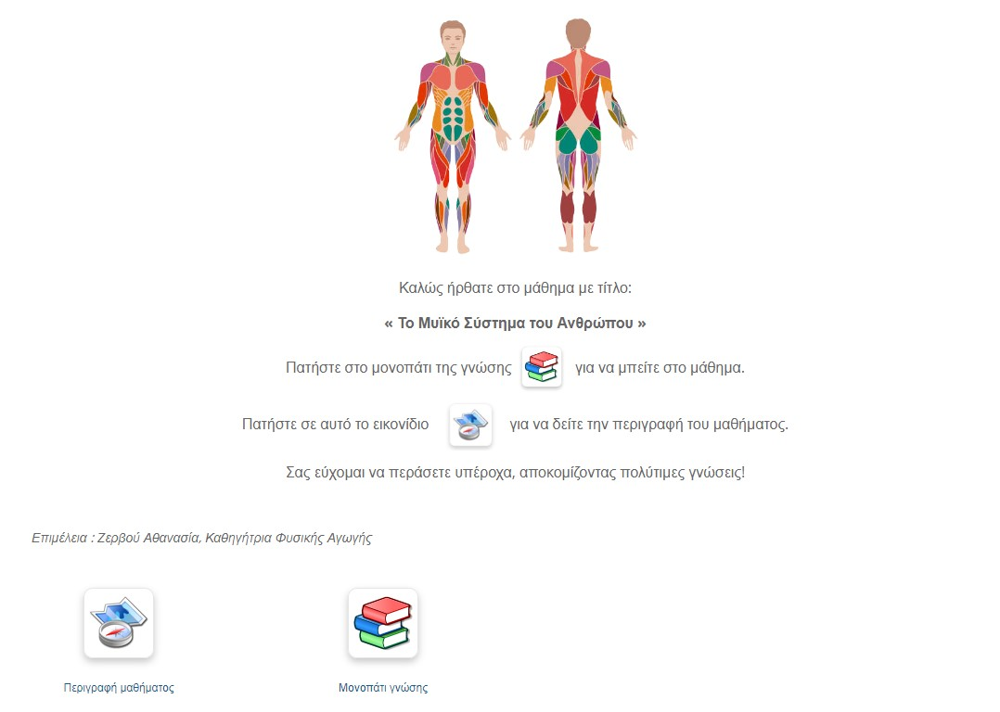 Καλώς ήρθατε στο μάθημα με τίτλο:
« Το Μυϊκό Σύστημα του Ανθρώπου »
Πατήστε στο μονοπάτι της γνώσης για να μπείτε στο μάθημα.
Πατήστε σε αυτό το εικονίδιο για να δείτε την περιγραφή του μαθήματος.
Σας εύχομαι να περάσετε υπέροχα, αποκομίζοντας πολύτιμες γνώσεις!
Επιμέλεια : Ζερβού Αθανασία, Καθηγήτρια Φυσικής Αγωγής
Περιγραφή μαθήματος
Μονοπάτι γνώσης